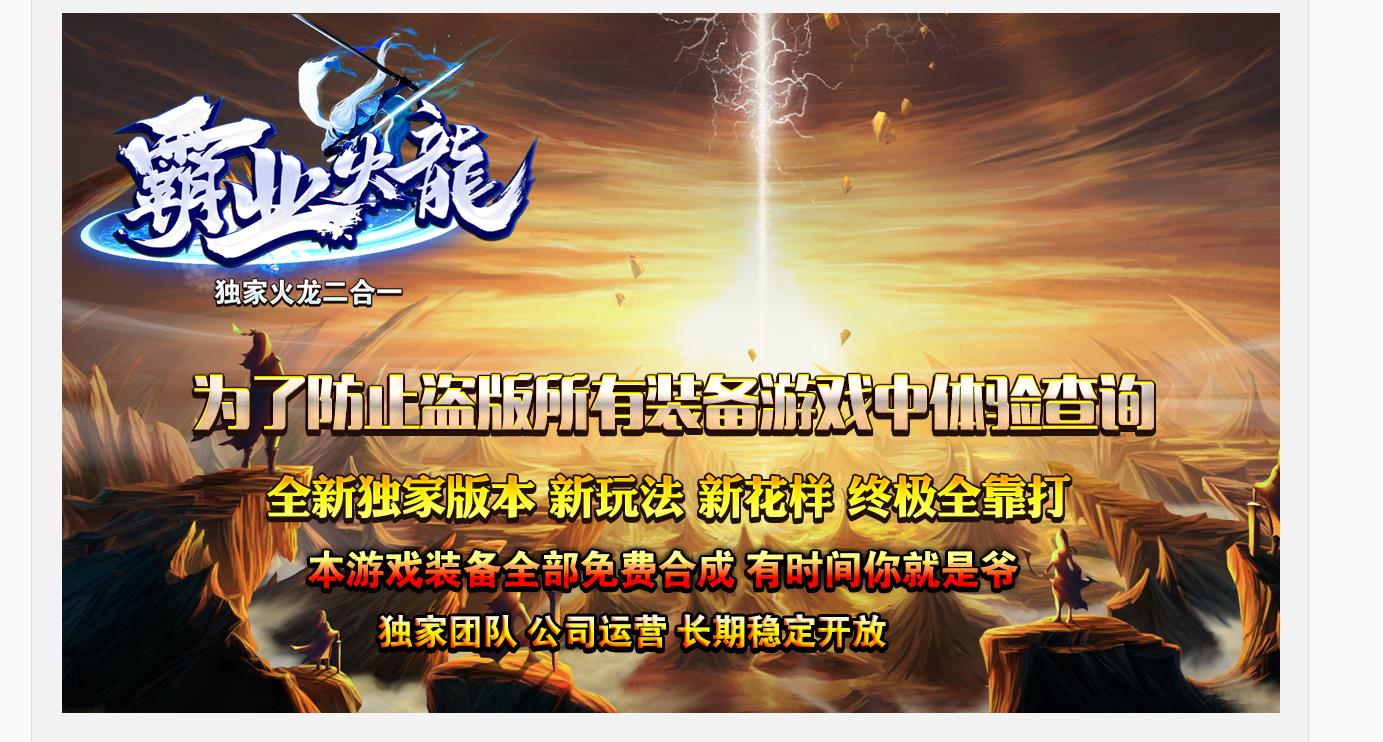 霸业火龍
独家火龙二合一
为了防止盗版所有装备游戏中体验查询
全新独家版本 新玩法 新花样 终极全靠打
本游戏装备全部免费合成 有时间你就是爷
独家团队 公司运营 长期稳定开放